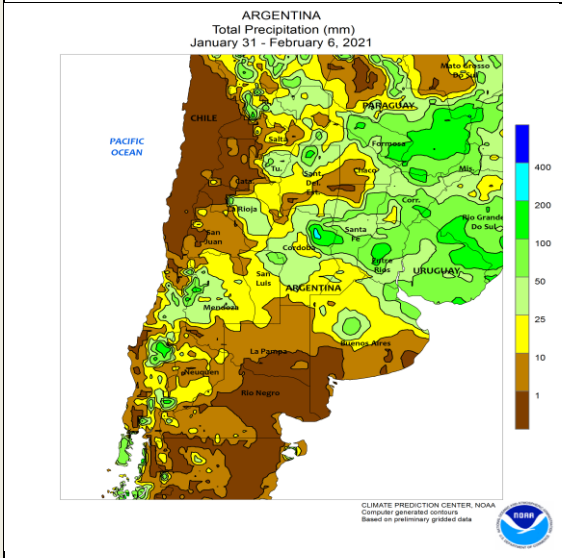 ARGENTINA
Total Precipitation (mm)
January 31 - February 6, 2021
Mato Grosso
Do Sul
PARAGUAY
CHILE
PACIFIC
OCEAN
Salta
Formosa
Tu.
Sant.
Del.
Est.
Chaco
Mis.
Cata.
La Rioja
Corr.
Rio Grande
Do Sul
San
Juan
Santa
Fe
Cordoba
Entre
Rios
URUGUAY
San
Luis
ARGENTINA
Mendoza
Buenos Aires
La Pampa
Neuquen
Rio Negro
400
200
100
50
25
10
1
CLIMATE PREDICTION CENTER, NOAA
Computer generated contours
Based on preliminary gridded data
NOAA